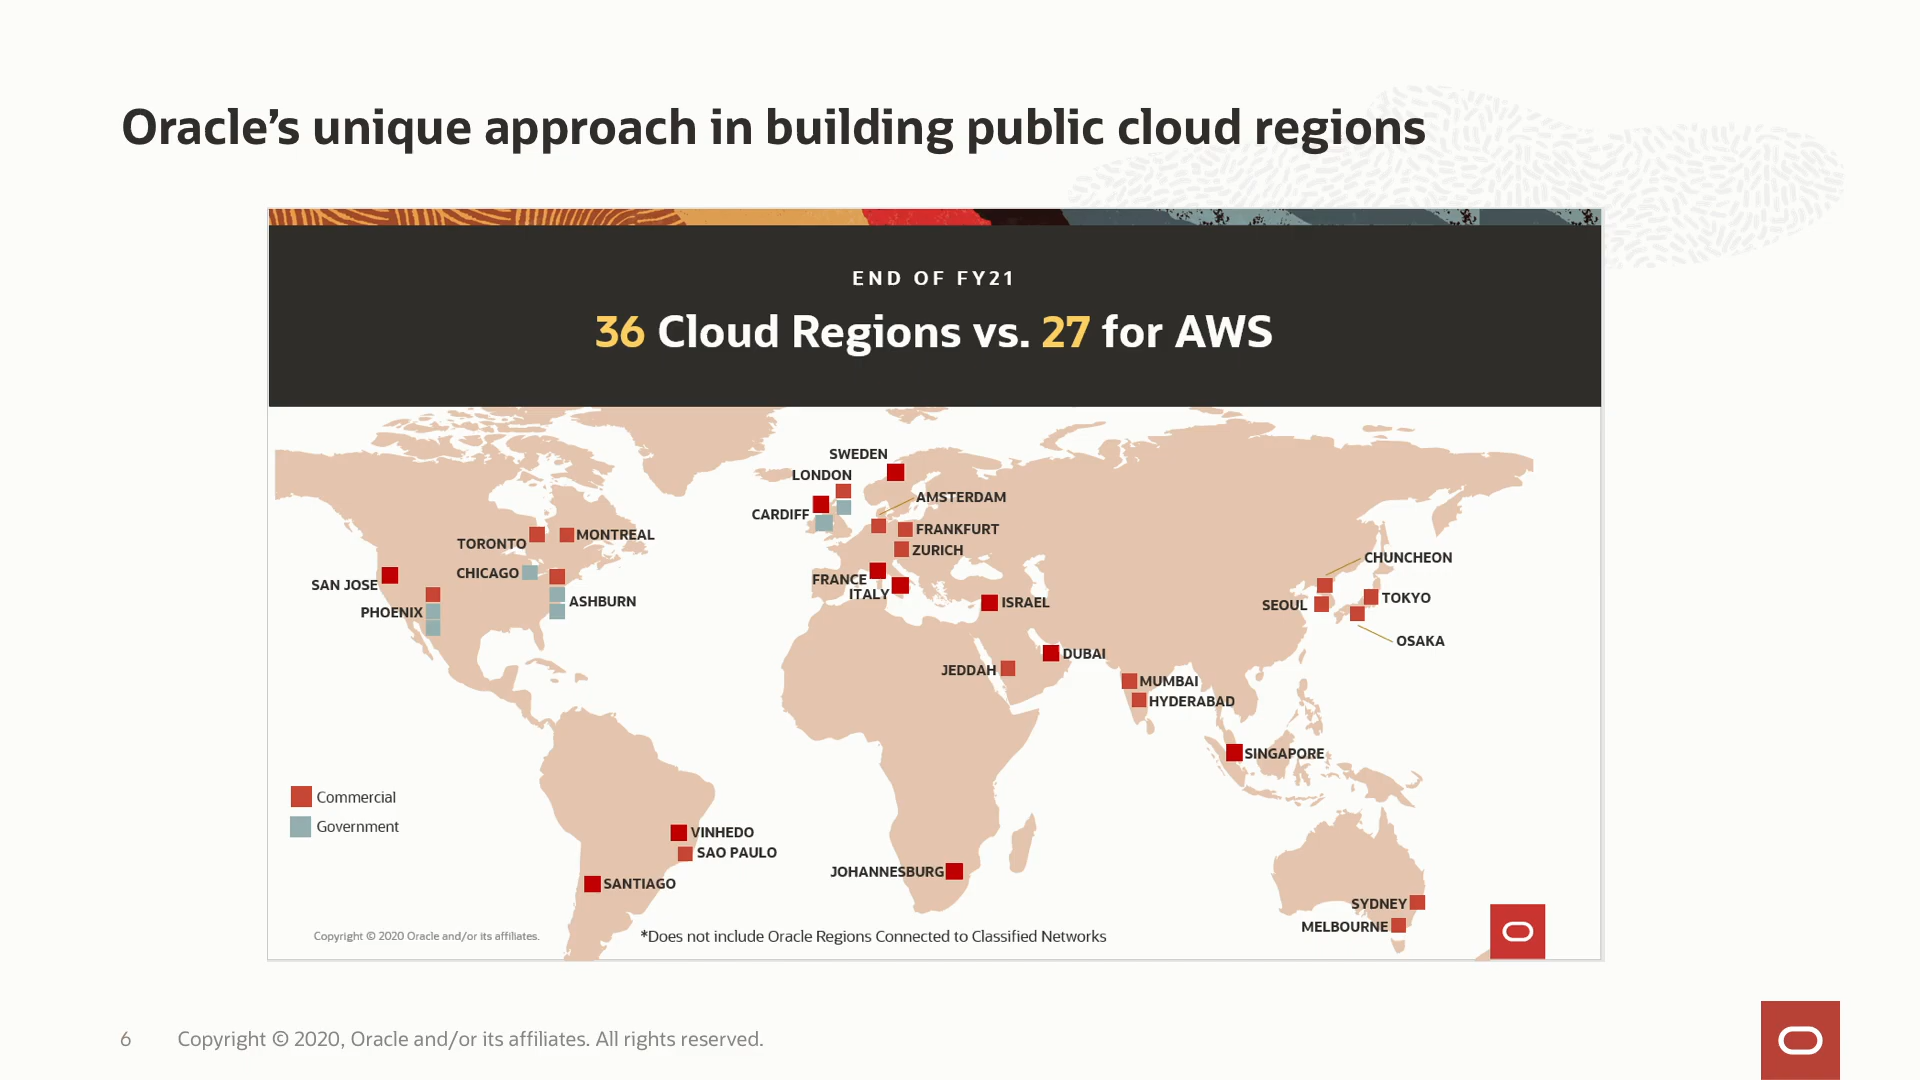 Oracle’s unique approach in building public cloud regions
END OF FY21
36 Cloud Regions vs. 27 for AWS
SWEDEN
LONDON
AMSTERDAM
CARDIFF
FRANKFURT
TORONTO
MONTREAL
ZURICH
CHUNCHEON
CHICAGO
FRANCE
SAN JOSE
ITALY
ASHBURN
ISRAEL
SEOUL
TOKYO
PHOENIX
OSAKA
DUBAI
JEDDAH
MUMBAI
HYDERABAD
SINGAPORE
Commercial
Government
VINHEDO
SAO PAULO
JOHANNESBURG
SANTIAGO
SYDNEY
MELBOURNE
Copyright © 2020 Oracle and/or its affiliates.
*Does not include Oracle Regions Connected to Classified Networks
6 Copyright © 2020, Oracle and/or its affiliates. All rights reserved.